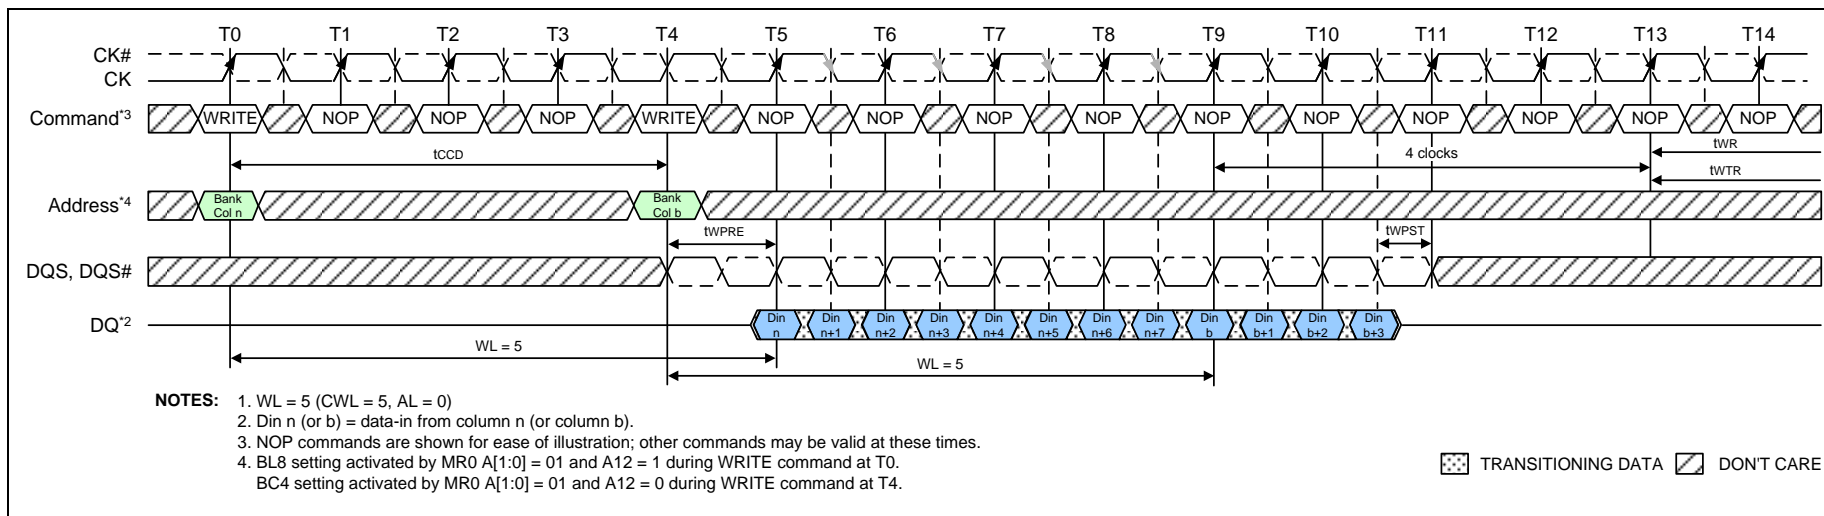 T0 T1 T2 T3 T4 T5 T6 T7 T8 T9 T10 T11 T12 T13 T14
CK#
CK
Command*3 WRITE NOP NOP NOP WRITE NOP NOP NOP NOP NOP NOP NOP NOP NOP NOP
tCCD 4 clocks tWR
tWTR
Address*4 Bank Col n Bank Col b
tWPRE tWPST
DQS, DQS#
DQ*2 Din n Din n+1 Din n+2 Din n+3 Din n+4 Din n+5 Din n+6 Din n+7 Din b Din b+1 Din b+2 Din b+3
WL = 5
WL = 5
NOTES: 1. WL = 5 (CWL = 5, AL = 0)
2. Din n (or b) = data-in from column n (or column b).
3. NOP commands are shown for ease of illustration; other commands may be valid at these times.
4. BL8 setting activated by MR0 A[1:0] = 01 and A12 = 1 during WRITE command at T0.
BC4 setting activated by MR0 A[1:0] = 01 and A12 = 0 during WRITE command at T4.
TRANSITIONING DATA DON'T CARE